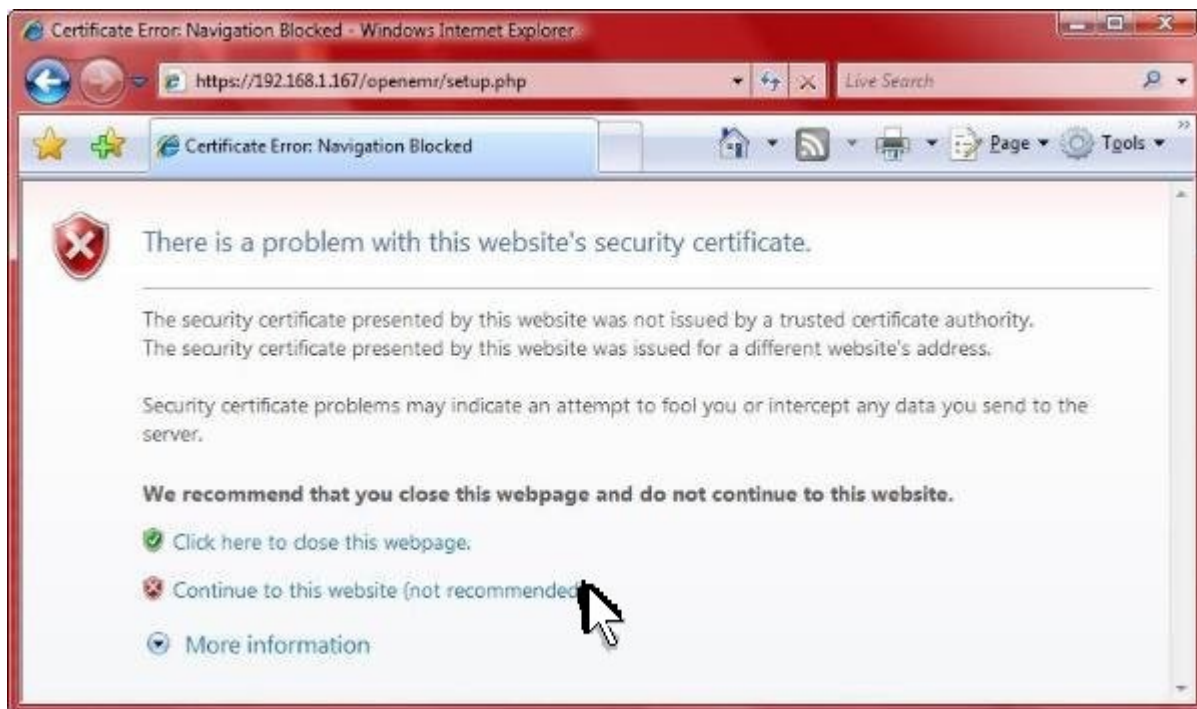 Certificate Error: Navigation Blocked - Windows Internet Explorer
https://192.168.1.167/openemr/setup.php
Live Search
Certificate Error: Navigation Blocked
Page
Tools
There is a problem with this website's security certificate.
The security certificate presented by this website was not issued by a trusted certificate authority.
The security certificate presented by this website was issued for a different website's address.
Security certificate problems may indicate an attempt to fool you or intercept any data you send to the
server.
We recommend that you close this webpage and do not continue to this website.
Click here to close this webpage.
Continue to this website (not recommended
More information